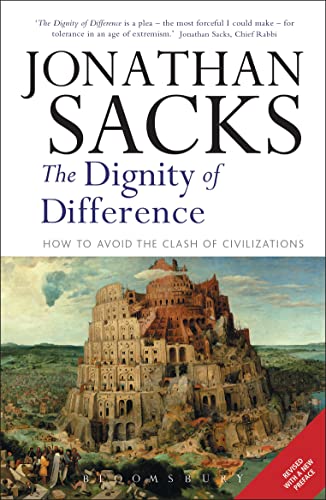 'The Dignity of Difference is a plea – the most forceful I could make – for
tolerance in an age of extremism.' Jonathan Sacks, Chief Rabbi
JONATHAN
SACKS
The Dignity of
Difference
HOW TO AVOID THE CLASH OF CIVILIZATIONS
REVISED
WITH A NEW
PREFACE
BLOOMSBURY